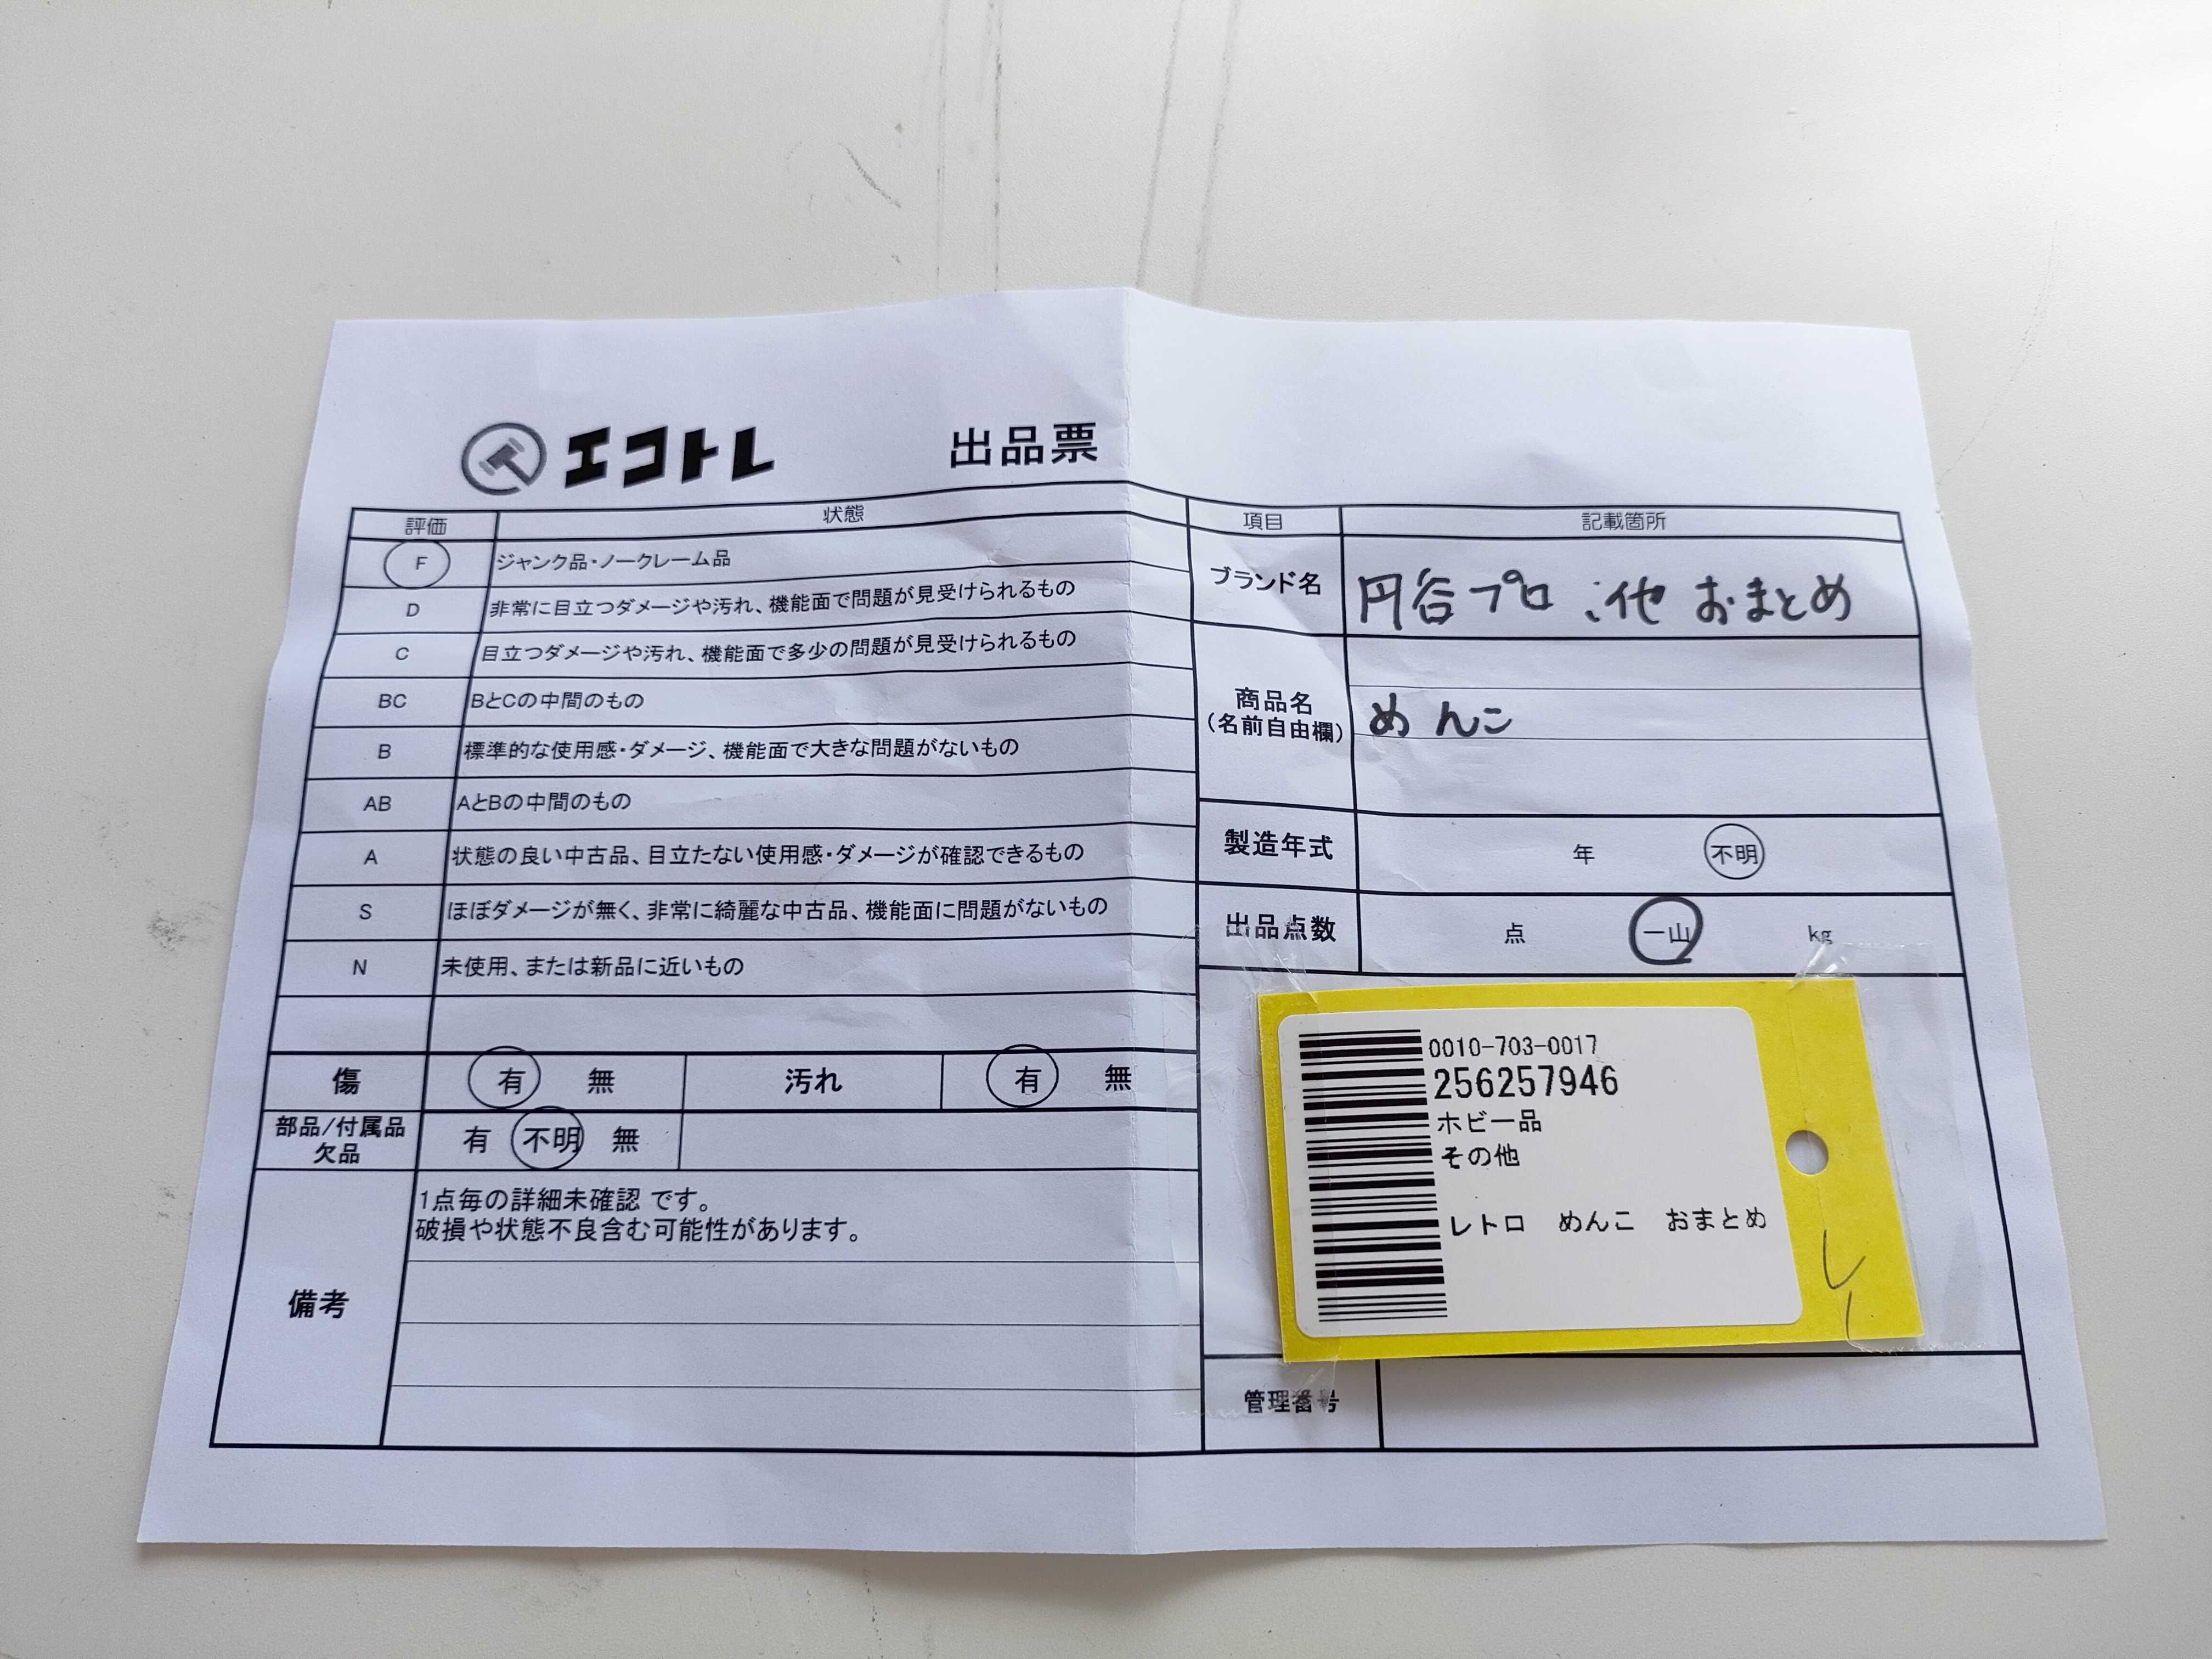 エコトレ 出品票
評価 状態
F ジャンク品・ノークレーム品
D 非常に目立つダメージや汚れ、機能面で問題が見受けられるもの
C 目立つダメージや汚れ、機能面で多少の問題が見受けられるもの
BC BとCの中間のもの
B 標準的な使用感・ダメージ、機能面で大きな問題がないもの
AB AとBの中間のもの
A 状態の良い中古品、目立たない使用感・ダメージが確認できるもの
S ほぼダメージが無く、非常に綺麗な中古品、機能面に問題がないもの
N 未使用、または新品に近いもの
傷 有 無 汚れ 有 無
部品/付属品
欠品
有 不明 無
備考
1点毎の詳細未確認 です。
破損や状態不良含む可能性があります。
項目 記載箇所
ブランド名 円谷プロ 、他 おまとめ
商品名
(名前自由欄)
めんこ
製造年式 年 不明
出品点数 点 一山 kg
0010-703-0017
256257946
ホビー品
その他
レトロ めんこ おまとめ
管理番号